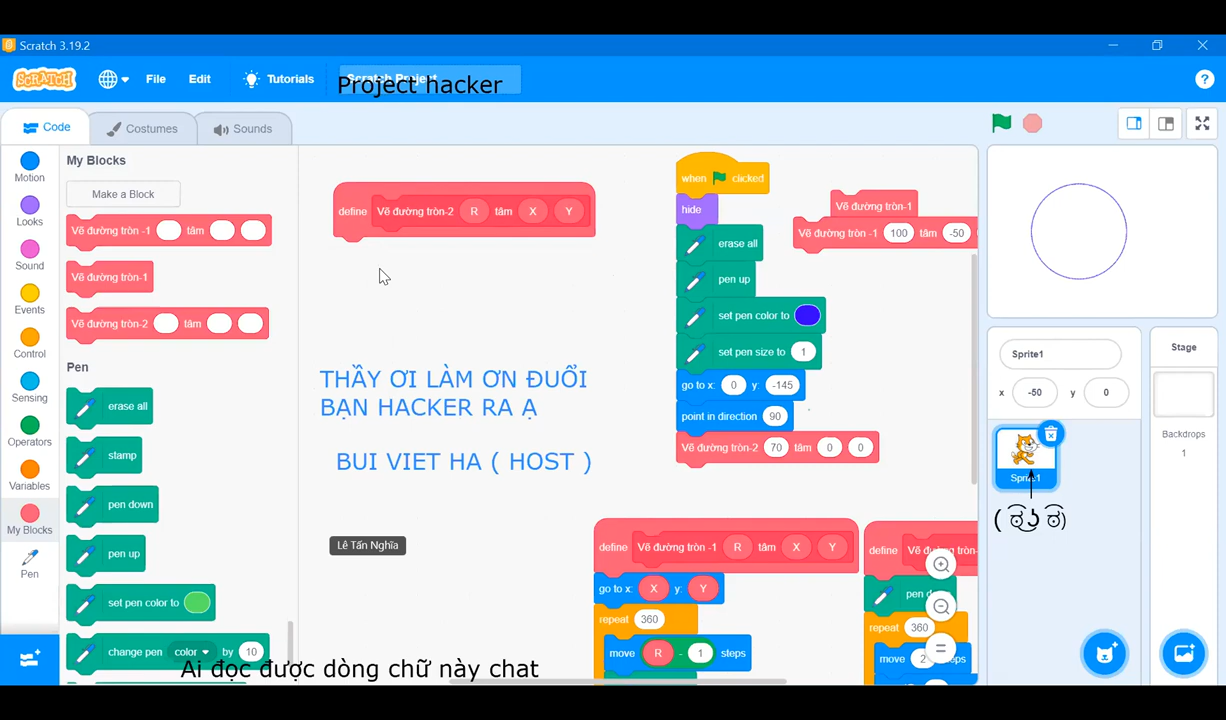 Scratch 3.19.2
SCRATCH File Edit Tutorials
Project hacker
Code Costumes Sounds
Motion
Looks
Sound
Events
Control
Sensing
Operators
Variables
My Blocks
Pen
My Blocks
Make a Block
Vẽ đường tròn -1 tâm
Vẽ đường tròn-1
Vẽ đường tròn-2 tâm
Pen
erase all
stamp
pen down
pen up
set pen color to
change pen color by 10
define Vẽ đường tròn-2 R tâm X Y
THẦY ƠI LÀM ƠN ĐUỔI
BẠN HACKER RA Ạ
BUI VIET HA ( HOST )
Lê Tấn Nghĩa
Ai đọc được dòng chữ này chat
when clicked
hide
erase all
pen up
set pen color to
set pen size to 1
go to x: 0 y: -145
point in direction 90
Vẽ đường tròn-2 70 tâm 0 0
Vẽ đường tròn-1
Vẽ đường tròn -1 100 tâm -50
define Vẽ đường tròn -1 R tâm X Y
go to x: X y: Y
repeat 360
move R - 1 steps
define Vẽ đường tròn-
pen do
repeat 360
move 2 steps
Sprite1
x -50 y 0
Sprite1
( ಠ ͜ʖ ಠ)
Stage
Backdrops
1